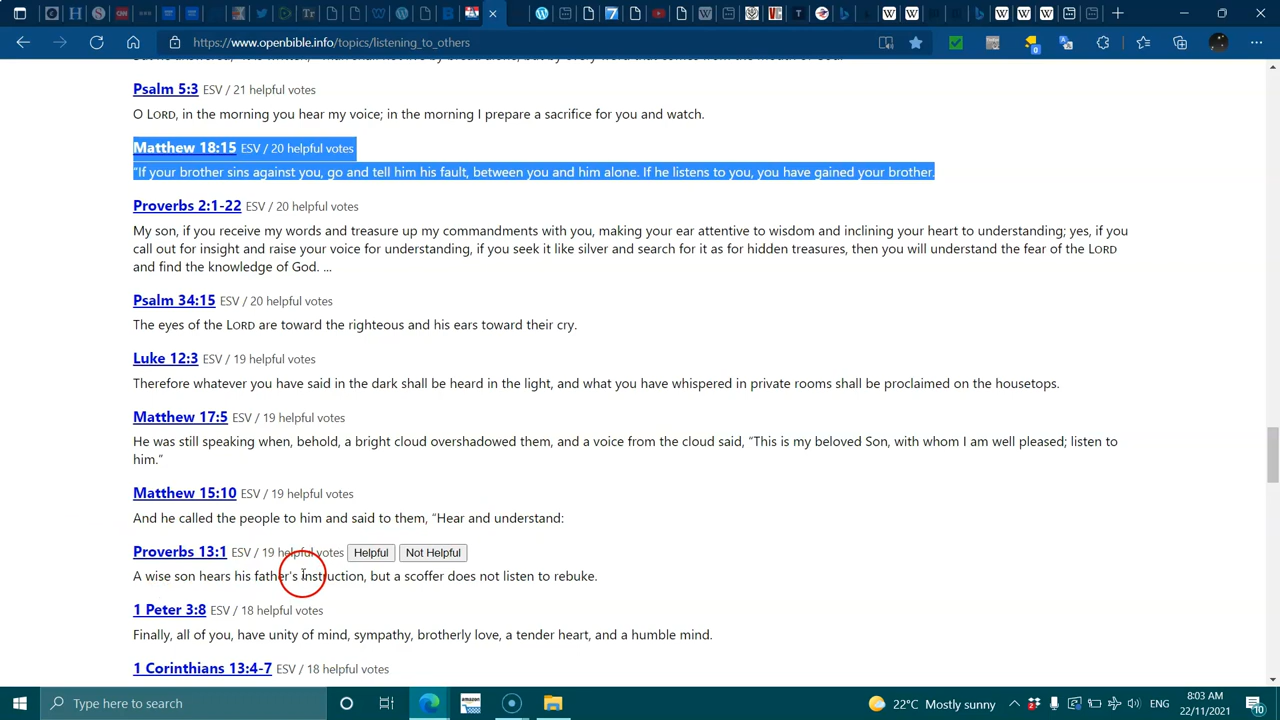 https://www.openbible.info/topics/listening_to_others
Psalm 5:3 ESV / 21 helpful votes
O LORD, in the morning you hear my voice; in the morning I prepare a sacrifice for you and watch.
Matthew 18:15 ESV / 20 helpful votes
“If your brother sins against you, go and tell him his fault, between you and him alone. If he listens to you, you have gained your brother.
Proverbs 2:1-22 ESV / 20 helpful votes
My son, if you receive my words and treasure up my commandments with you, making your ear attentive to wisdom and inclining your heart to understanding; yes, if you
call out for insight and raise your voice for understanding, if you seek it like silver and search for it as for hidden treasures, then you will understand the fear of the LORD
and find the knowledge of God. ...
Psalm 34:15 ESV / 20 helpful votes
The eyes of the LORD are toward the righteous and his ears toward their cry.
Luke 12:3 ESV / 19 helpful votes
Therefore whatever you have said in the dark shall be heard in the light, and what you have whispered in private rooms shall be proclaimed on the housetops.
Matthew 17:5 ESV / 19 helpful votes
He was still speaking when, behold, a bright cloud overshadowed them, and a voice from the cloud said, “This is my beloved Son, with whom I am well pleased; listen to
him.”
Matthew 15:10 ESV / 19 helpful votes
And he called the people to him and said to them, “Hear and understand:
Proverbs 13:1 ESV / 19 helpful votes Helpful Not Helpful
A wise son hears his father's instruction, but a scoffer does not listen to rebuke.
1 Peter 3:8 ESV / 18 helpful votes
Finally, all of you, have unity of mind, sympathy, brotherly love, a tender heart, and a humble mind.
1 Corinthians 13:4-7 ESV / 18 helpful votes
Type here to search
22°C Mostly sunny
ENG
8:03 AM
22/11/2021
10